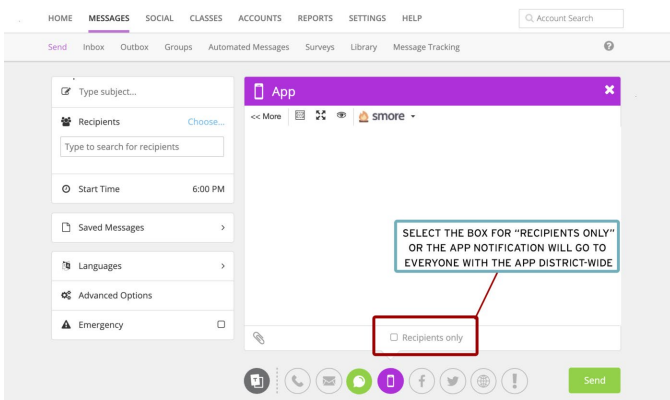 HOME MESSAGES SOCIAL CLASSES ACCOUNTS REPORTS SETTINGS HELP Account Search
Send Inbox Outbox Groups Automated Messages Surveys Library Message Tracking ?
Type subject...
Recipients Choose...
Type to search for recipients
Start Time 6:00 PM
Saved Messages >
Languages >
Advanced Options
Emergency
App
<< More smore
SELECT THE BOX FOR “RECIPIENTS ONLY”
OR THE APP NOTIFICATION WILL GO TO
EVERYONE WITH THE APP DISTRICT-WIDE
Recipients only
Send